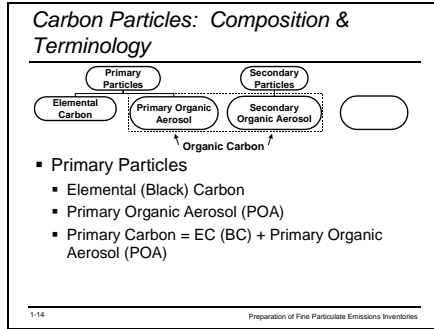 Carbon Particles: Composition &
Terminology
Primary
Particles
Secondary
Particles
Elemental
Carbon
Primary Organic
Aerosol
Secondary
Organic Aerosol
Organic Carbon
▪ Primary Particles
▪ Elemental (Black) Carbon
▪ Primary Organic Aerosol (POA)
▪ Primary Carbon = EC (BC) + Primary Organic
Aerosol (POA)
1-14
Preparation of Fine Particulate Emissions Inventories